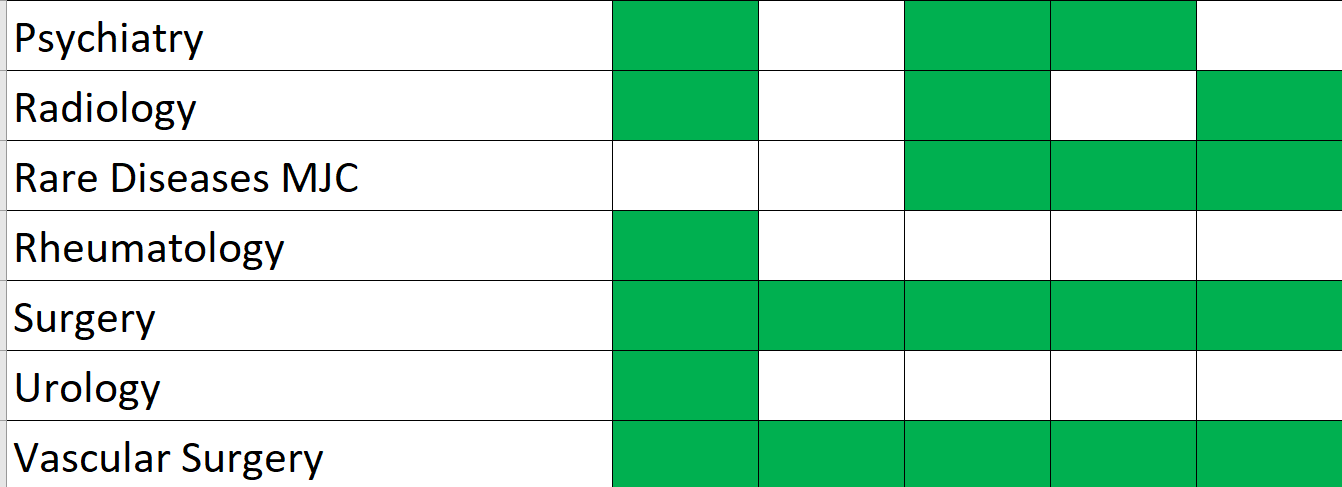 Psychiatry
Radiology
Rare Diseases MJC
Rheumatology
Surgery
Urology
Vascular Surgery